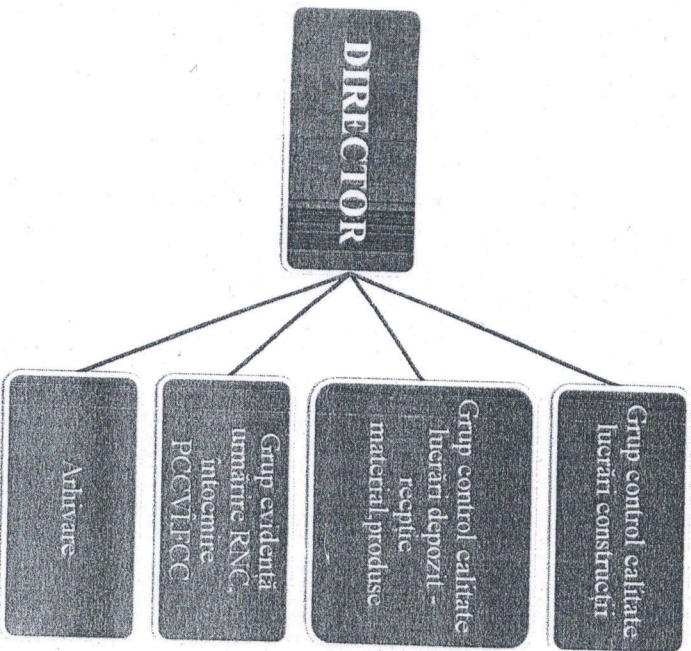 DIRECTOR
Grup control calitate
lucrări construcții
Grup control calitate
lucrări depozit -
recepție
material,produse
Grup evidență
urmărire RNC,
întocmire
PCCVI,FCC
Arhivare